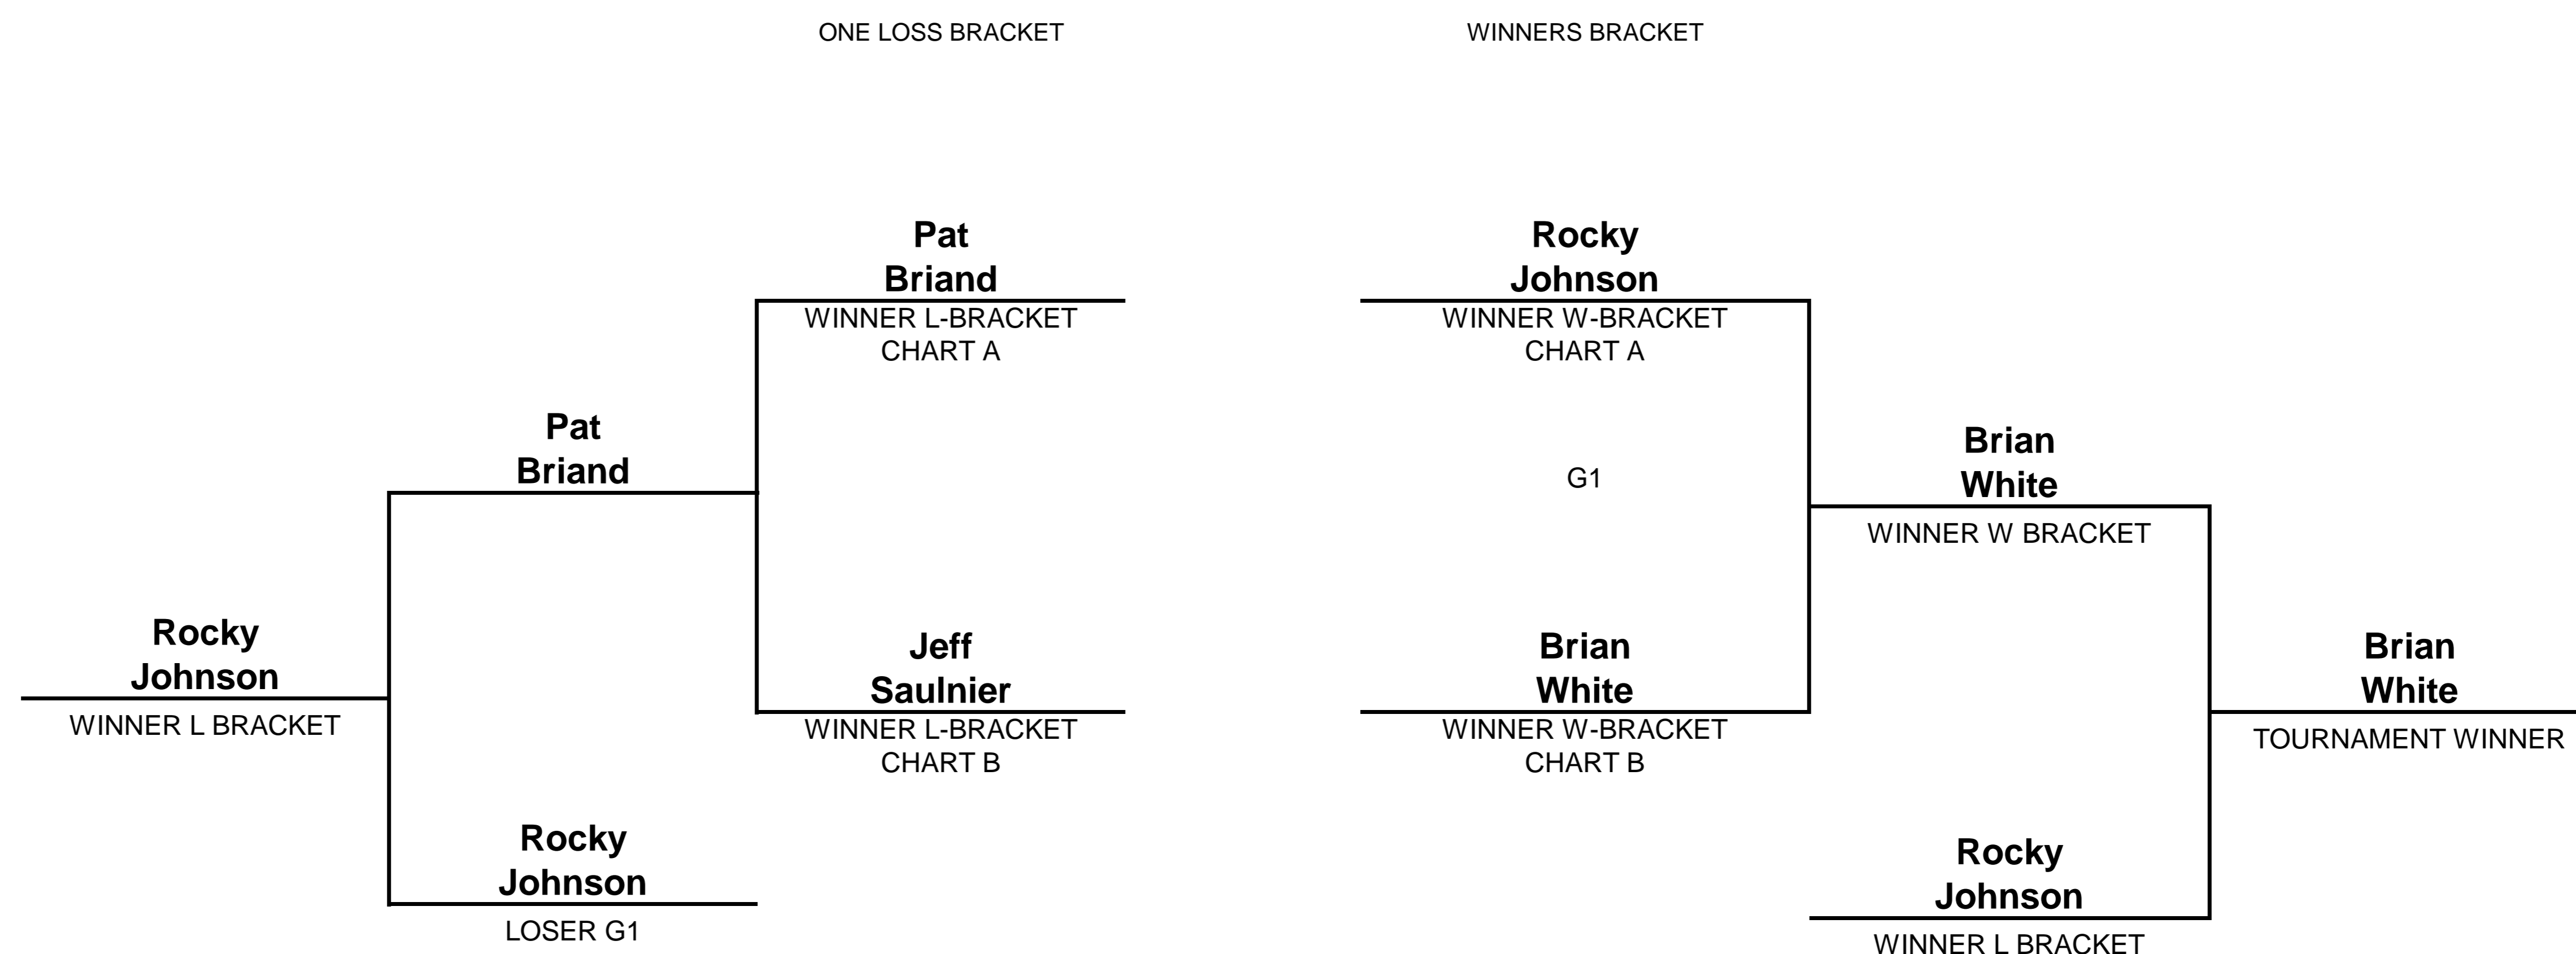 ONE LOSS BRACKET
WINNERS BRACKET
Pat
Briand
WINNER L-BRACKET
CHART A
Rocky
Johnson
WINNER W-BRACKET
CHART A
Pat
Briand
G1
Brian
White
WINNER W BRACKET
Rocky
Johnson
WINNER L BRACKET
Jeff
Saulnier
WINNER L-BRACKET
CHART B
Brian
White
WINNER W-BRACKET
CHART B
Brian
White
TOURNAMENT WINNER
Rocky
Johnson
LOSER G1
Rocky
Johnson
WINNER L BRACKET